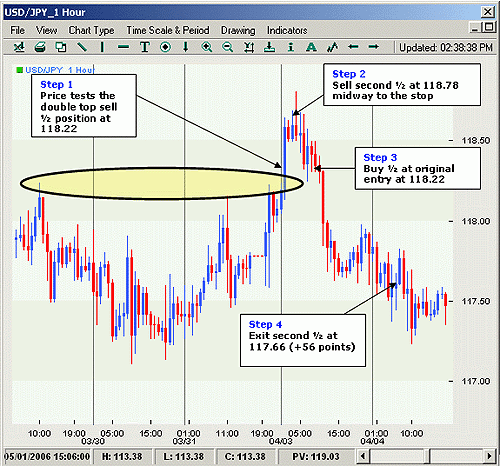 USD/JPY_1 Hour
File View Chart Type Time Scale & Period Drawing Indicators
T Updated: 02:38:38 PM
USD/JPY_1 Hour
Step 1
Price tests the
double top sell
½ position at
118.22
Step 2
Sell second ½ at 118.78
midway to the stop
Step 3
Buy ½ at original
entry at 118.22
Step 4
Exit second ½ at
117.66 (+56 points)
118.50
118.00
117.50
117.00
10:00 19:00 05:00 15:00 01:00 10:00 19:00 05:00 15:00 01:00 10:00
03/30 03/31 04/03 04/04
05/01/2006 15:06:00 H: 113.38 L: 113.38 C: 113.38 PV: 119.03